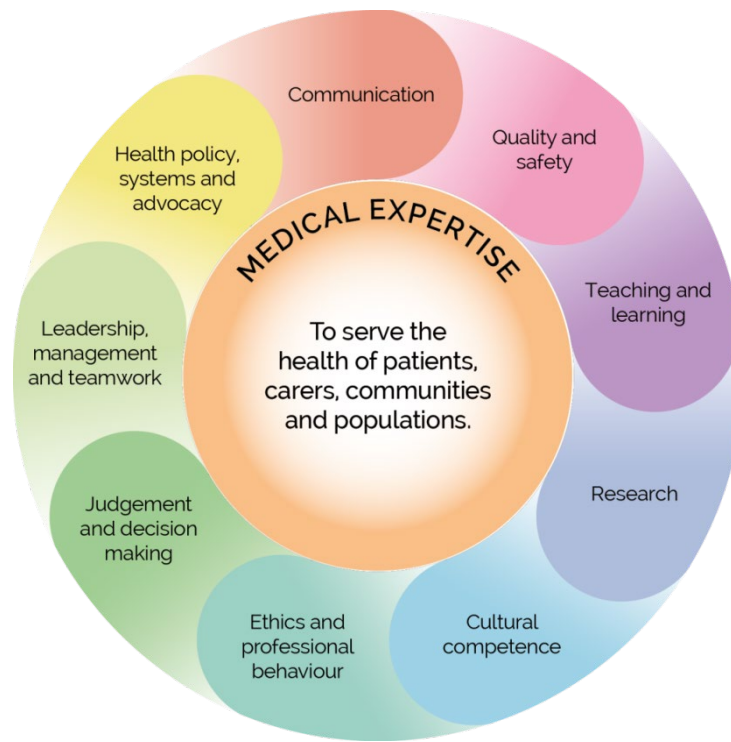 Communication
Quality and
safety
Teaching and
learning
Research
Cultural
competence
Ethics and
professional
behaviour
Judgement
and decision
making
Leadership,
management
and teamwork
Health policy,
systems and
advocacy
MEDICAL EXPERTISE
To serve the
health of patients,
carers, communities
and populations.